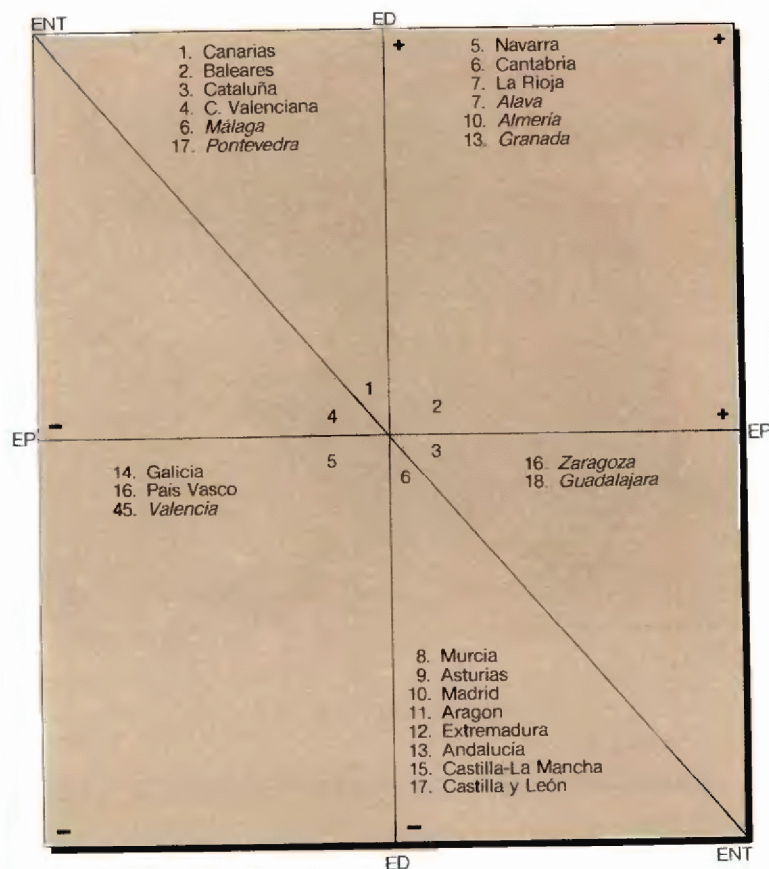 ENT
ED
+
+
1. Canarias
2. Baleares
3. Cataluña
4. C. Valenciana
6. Málaga
17. Pontevedra
5. Navarra
6. Cantabria
7. La Rioja
7. Alava
10. Almería
13. Granada
1
4
2
-
+
EP
EP
5
6
3
14. Galicia
16. País Vasco
45. Valencia
16. Zaragoza
18. Guadalajara
8. Murcia
9. Asturias
10. Madrid
11. Aragon
12. Extremadura
13. Andalucía
15. Castilla-La Mancha
17. Castilla y León
-
-
ED
ENT